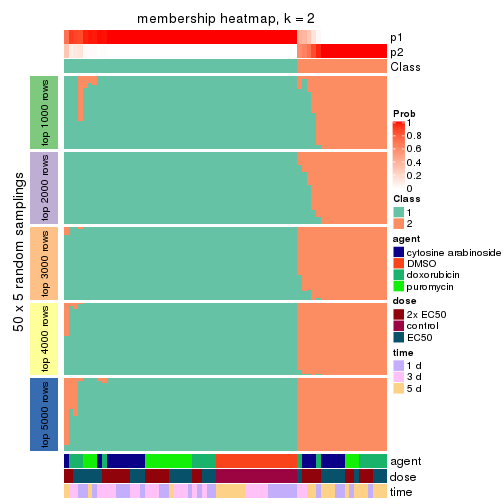 membership heatmap, k = 2
p1
p2
Class
50 x 5 random samplings
top 1000 rows
top 2000 rows
top 3000 rows
top 4000 rows
top 5000 rows
agent
dose
time
Prob
1
0.8
0.6
0.4
0.2
0
Class
1
2
agent
cytosine arabinoside
DMSO
doxorubicin
puromycin
dose
2x EC50
control
EC50
time
1 d
3 d
5 d